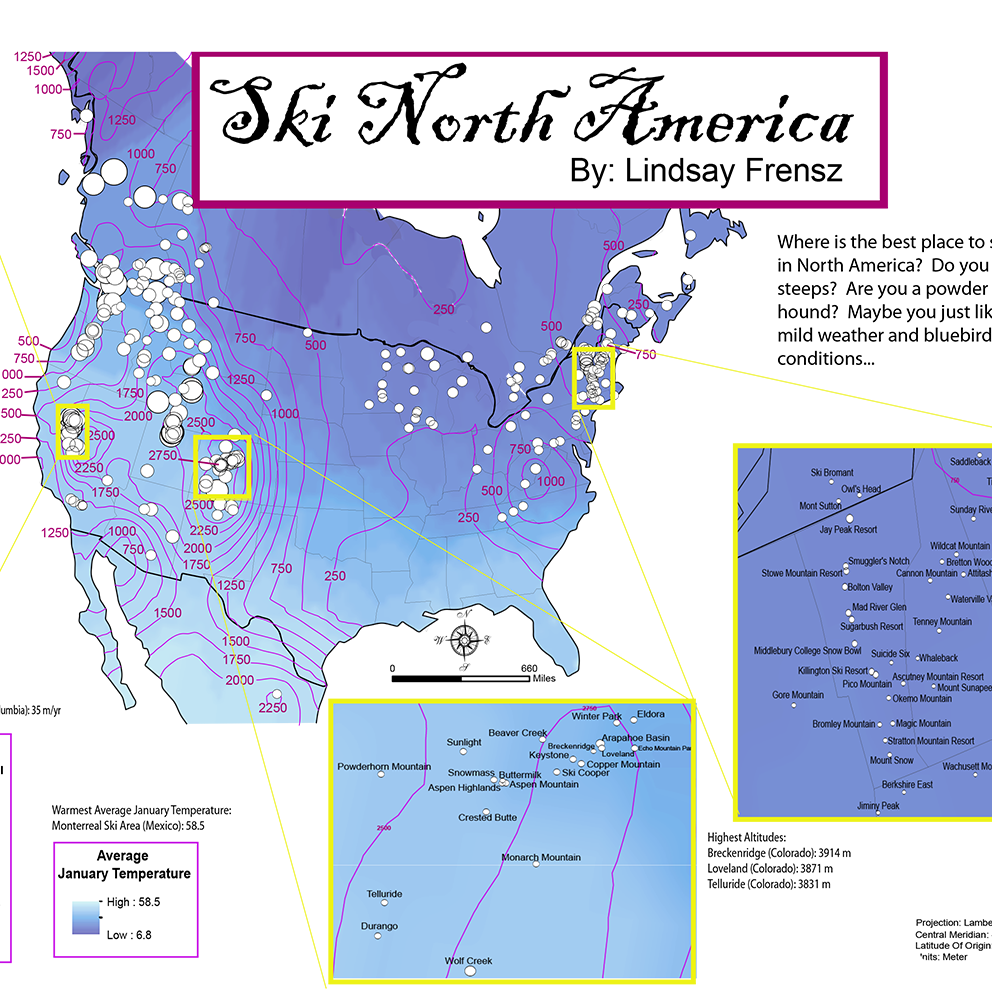 Ski North America
By: Lindsay Frensz
1250
1500
1000
750
1250
1000
750
500
250
250
500
750
Where is the best place to
in North America? Do you
steeps? Are you a powder
hound? Maybe you just
mild weather and bluebird
conditions...
500
750
000
250
500
250
000
750
500
1250
1000
1750
2000
2500
2750
2500
2250
1750
2500
2250
2000
1750
1250
1000
750
1250
750
250
750
1000
500
250
1500
1500
1750
2000
2250
N
W
E
S
0
660
Miles
35 m/yr
Warmest Average January Temperature:
Monterreal Ski Area (Mexico): 58.5
Average
January Temperature
High : 58.5
Low : 6.8
2750
Winter Park
Eldora
Beaver Creek
Arapahoe Basin
Sunlight
Breckenridge
Echo Mountain
Keystone
Loveland
Powderhorn Mountain
Copper Mountain
Snowmass
Buttermilk
Ski Cooper
Aspen Highlands
Aspen Mountain
Crested Butte
2500
Monarch Mountain
Telluride
Durango
Wolf Creek
Ski Bromant
Saddleback
Owl's Head
750
Mont Sutton
Sunday
Jay Peak Resort
Wildcat Mountain
Smuggler's Notch
Bretton
Stowe Mountain Resort
Cannon Mountain
Bolton Valley
Waterville
Mad River Glen
Sugarbush Resort
Tenney Mountain
Middlebury College Snow Bowl
Suicide Six
Whaleback
Killington Ski Resort
Ascutney Mountain Resort
Pico Mountain
Mount
Gore Mountain
Okemo Mountain
Bromley Mountain
Magic Mountain
Stratton Mountain Resort
Mount Snow
Wachusett
Berkshire East
Jiminy Peak
Highest Altitudes:
Breckenridge (Colorado): 3914 m
Loveland (Colorado): 3871 m
Telluride (Colorado): 3831 m
Projection:
Central Meridian:
Latitude Of Origin
Meter